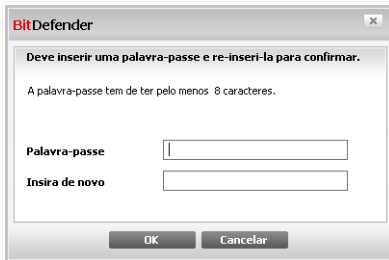 BitDefender
Deve inserir uma palavra-passe e re-inseri-la para confirmar.
A palavra-passe tem de ter pelo menos 8 caracteres.
Palavra-passe
Insira de novo
OK Cancelar